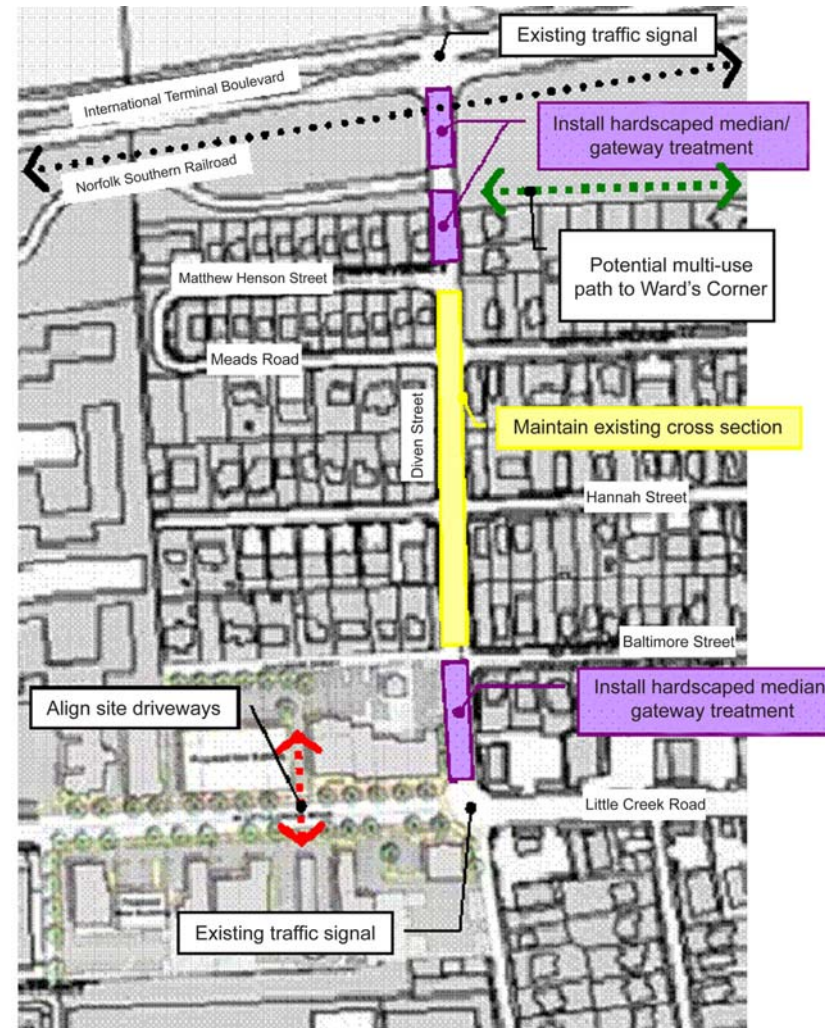 Existing traffic signal
International Terminal Boulevard
Install hardscaped median/
gateway treatment
Norfolk Southern Railroad
Potential multi-use
path to Ward's Corner
Matthew Henson Street
Meads Road
Diven Street
Maintain existing cross section
Hannah Street
Baltimore Street
Install hardscaped median
gateway treatment
Align site driveways
Little Creek Road
Existing traffic signal